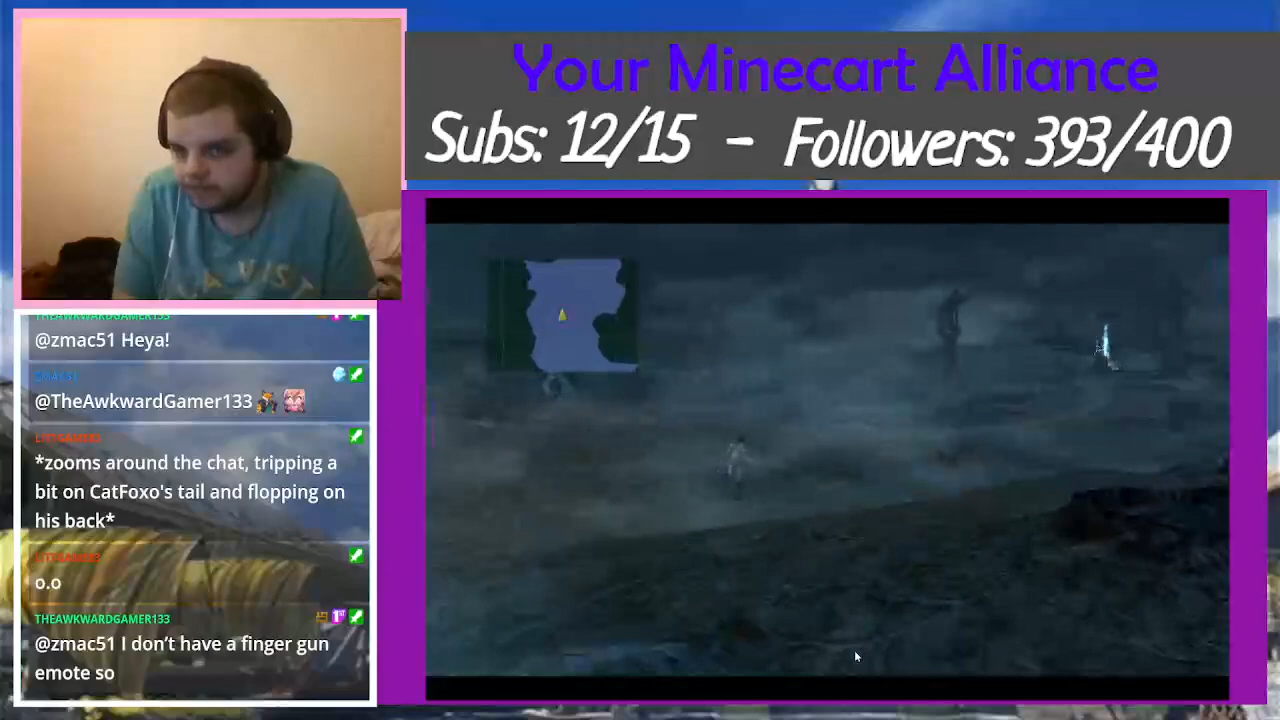 Your Minecart Alliance
Subs: 12/15 - Followers: 393/400
THEAWKWARDGAMER133
@zmac51 Heya!
@TheAwkwardGamer133
*zooms around the chat, tripping a
bit on CatFoxo's tail and flopping on
his back*
o.o
THEAWKWARDGAMER133
@zmac51 I don't have a finger gun
emote so